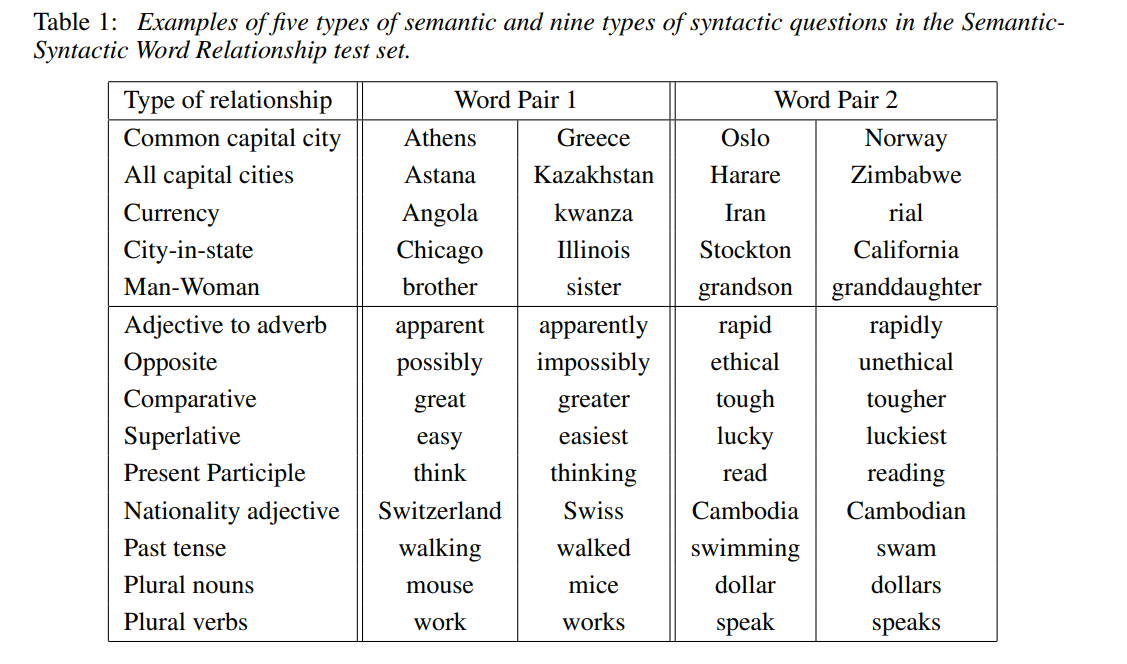 Table 1: Examples of five types of semantic and nine types of syntactic questions in the Semantic-
Syntactic Word Relationship test set.
Type of relationship Word Pair 1 Word Pair 2
Common capital city Athens Greece Oslo Norway
All capital cities Astana Kazakhstan Harare Zimbabwe
Currency Angola kwanza Iran rial
City-in-state Chicago Illinois Stockton California
Man-Woman brother sister grandson granddaughter
Adjective to adverb apparent apparently rapid rapidly
Opposite possibly impossibly ethical unethical
Comparative great greater tough tougher
Superlative easy easiest lucky luckiest
Present Participle think thinking read reading
Nationality adjective Switzerland Swiss Cambodia Cambodian
Past tense walking walked swimming swam
Plural nouns mouse mice dollar dollars
Plural verbs work works speak speaks